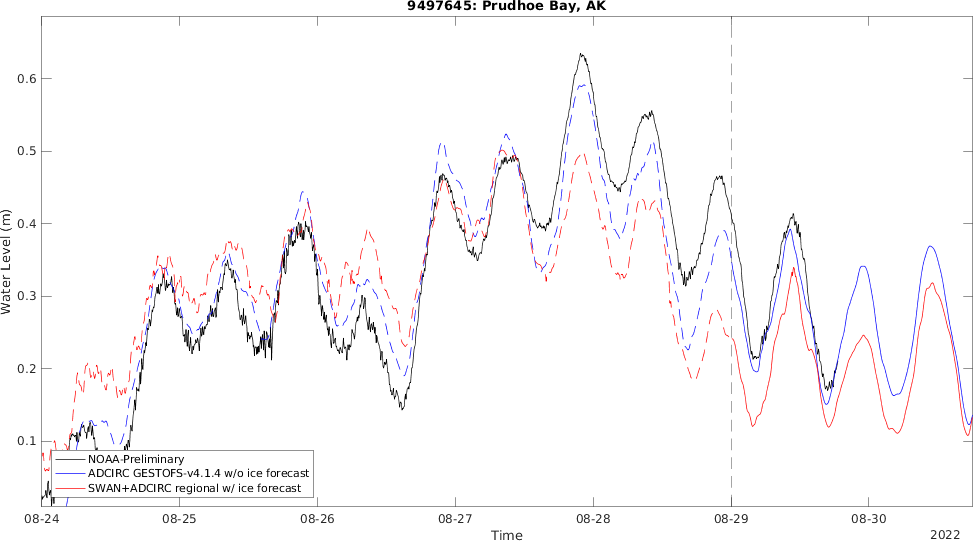 9497645: Prudhoe Bay, AK
Water Level (m)
0.6
0.5
0.4
0.3
0.2
0.1
NOAA-Preliminary
ADCIRC GESTOFS-v4.1.4 w/o ice forecast
SWAN+ADCIRC regional w/ ice forecast
08-24 08-25 08-26 08-27 08-28 08-29 08-30
Time
2022